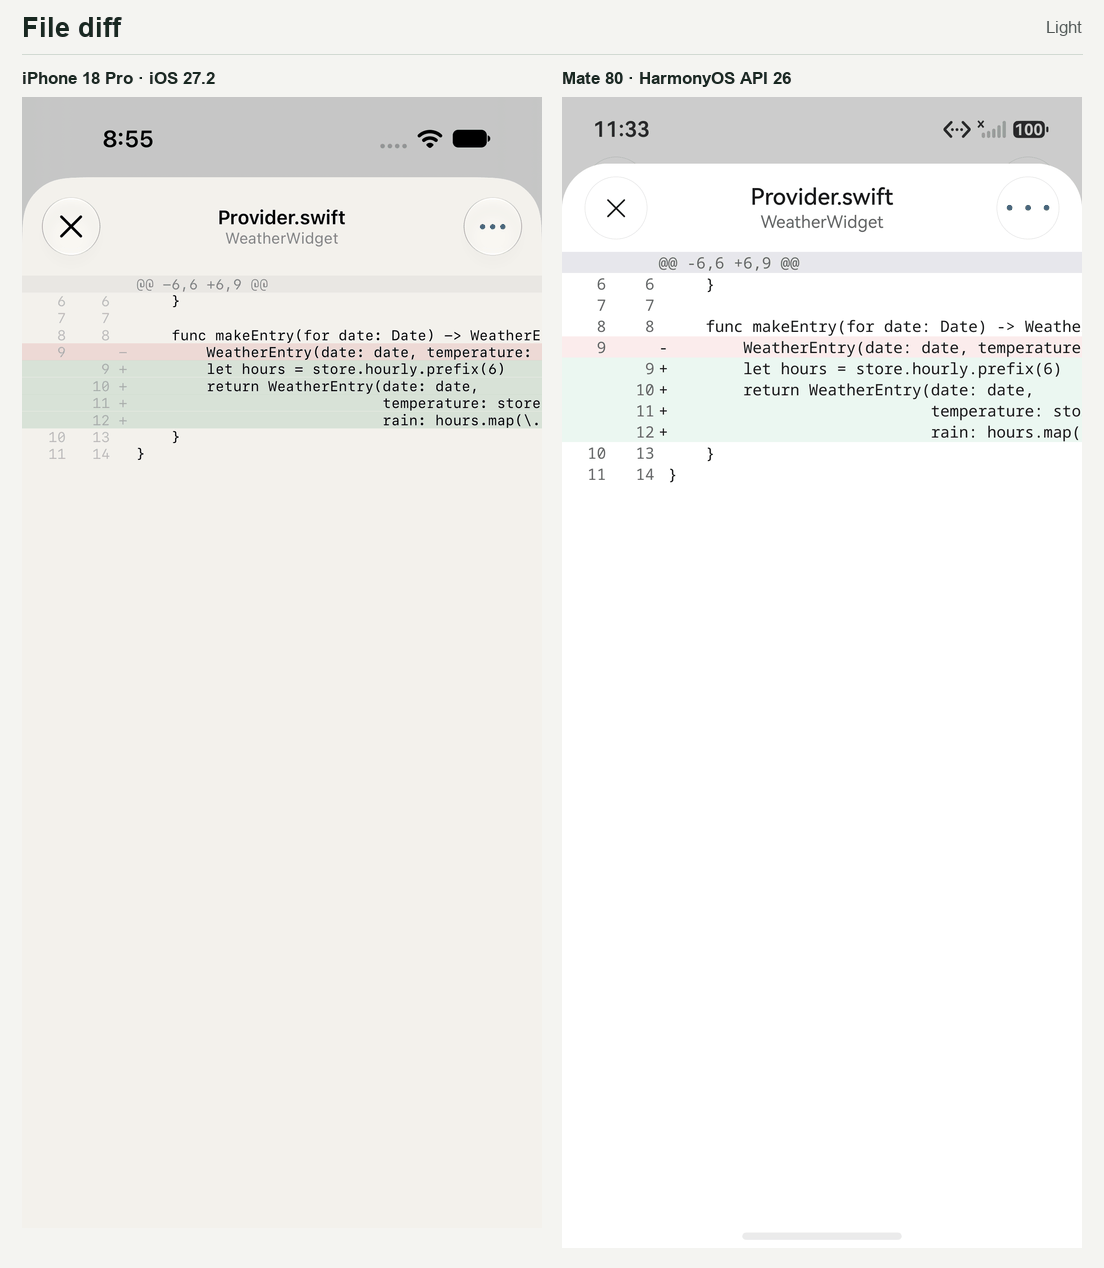 File diff
Light
iPhone 18 Pro · iOS 27.2
8:55
Provider.swift
WeatherWidget
@@ −6,6 +6,9 @@
6 6 }
7 7
8 8 func makeEntry(for date: Date) −> WeatherE
9 − WeatherEntry(date: date, temperature:
9 + let hours = store.hourly.prefix(6)
10 + return WeatherEntry(date: date,
11 + temperature: store
12 + rain: hours.map(\.
10 13 }
11 14 }
Mate 80 · HarmonyOS API 26
11:33
100
Provider.swift
WeatherWidget
@@ -6,6 +6,9 @@
6 6 }
7 7
8 8 func makeEntry(for date: Date) -> Weathe
9 - WeatherEntry(date: date, temperature
9 + let hours = store.hourly.prefix(6)
10 + return WeatherEntry(date: date,
11 + temperature: sto
12 + rain: hours.map(
10 13 }
11 14 }